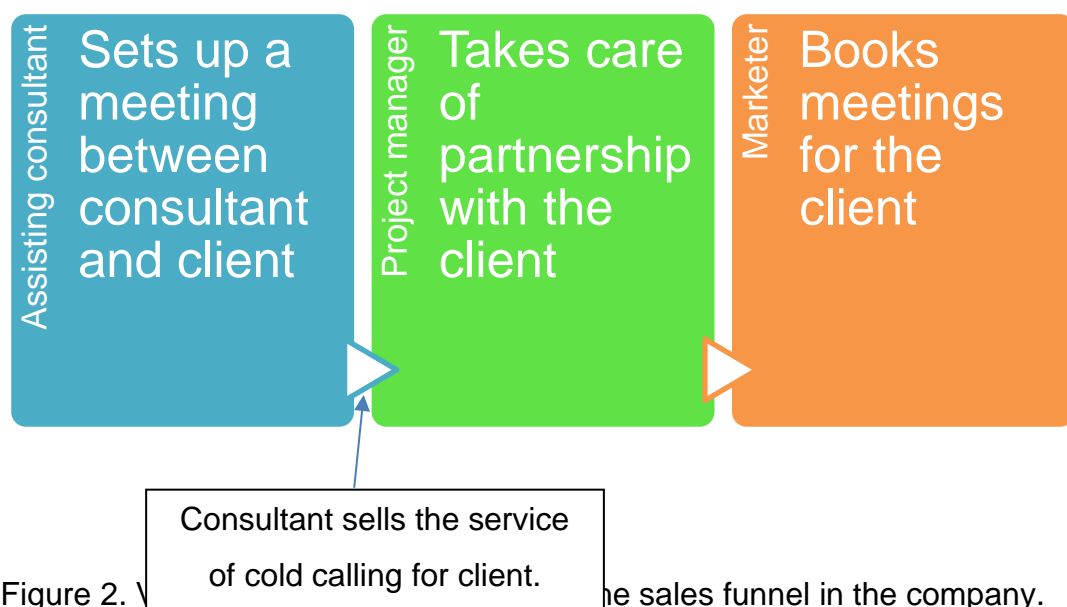 Assisting consultant
Sets up a
meeting
between
consultant
and client
Project manager
Takes care
of
partnership
with the
client
Marketer
Books
meetings
for the
client
Consultant sells the service
of cold calling for client.
Figure 2. he sales funnel in the company.